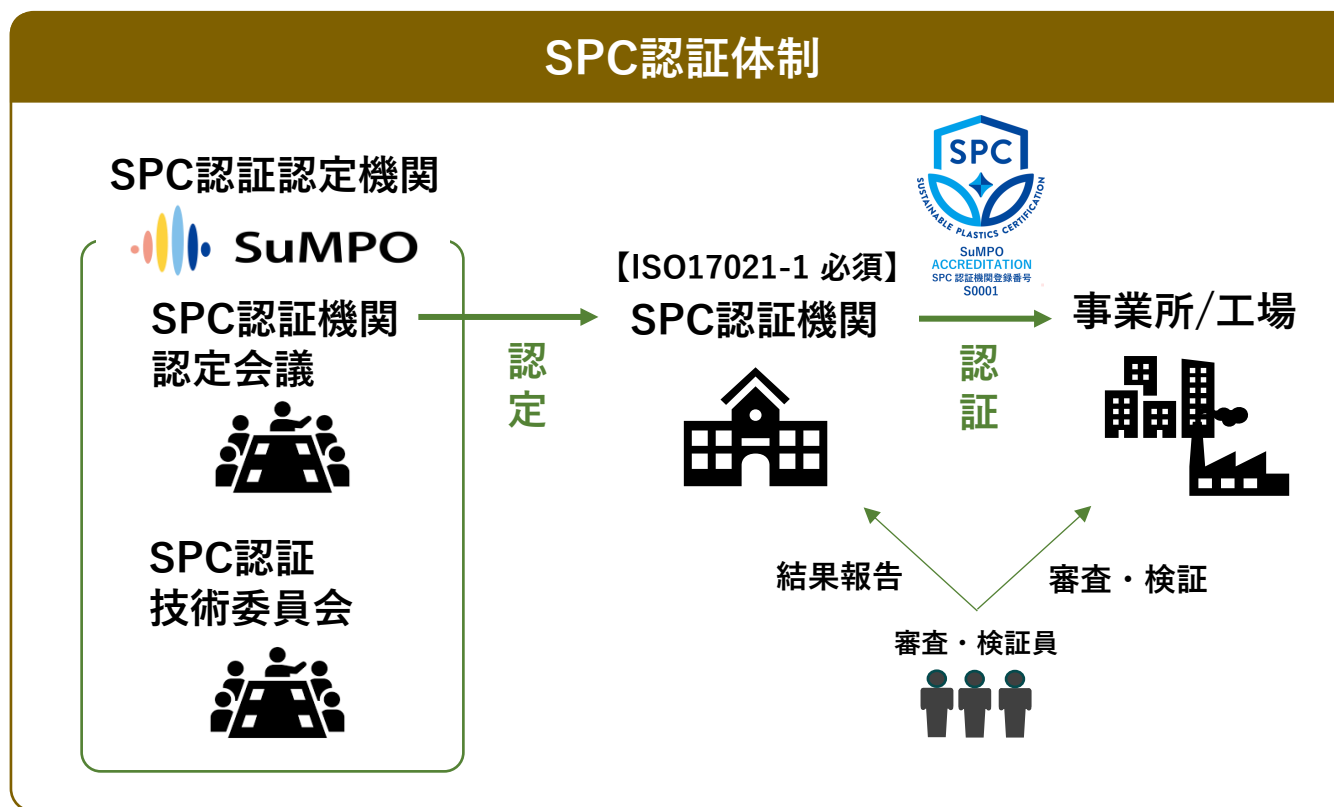 SPC認証体制
SPC認証認定機関
SuMPO
SPC認証機関
認定会議
SPC認証
技術委員会
認
定
【ISO17021-1 必須】
SPC認証機関
SPC
SUSTAINABLE PLASTICS CERTIFICATION
SuMPO
ACCREDITATION
SPC 認証機関登録番号
S0001
認
証
事業所/工場
結果報告
審査・検証
審査・検証員